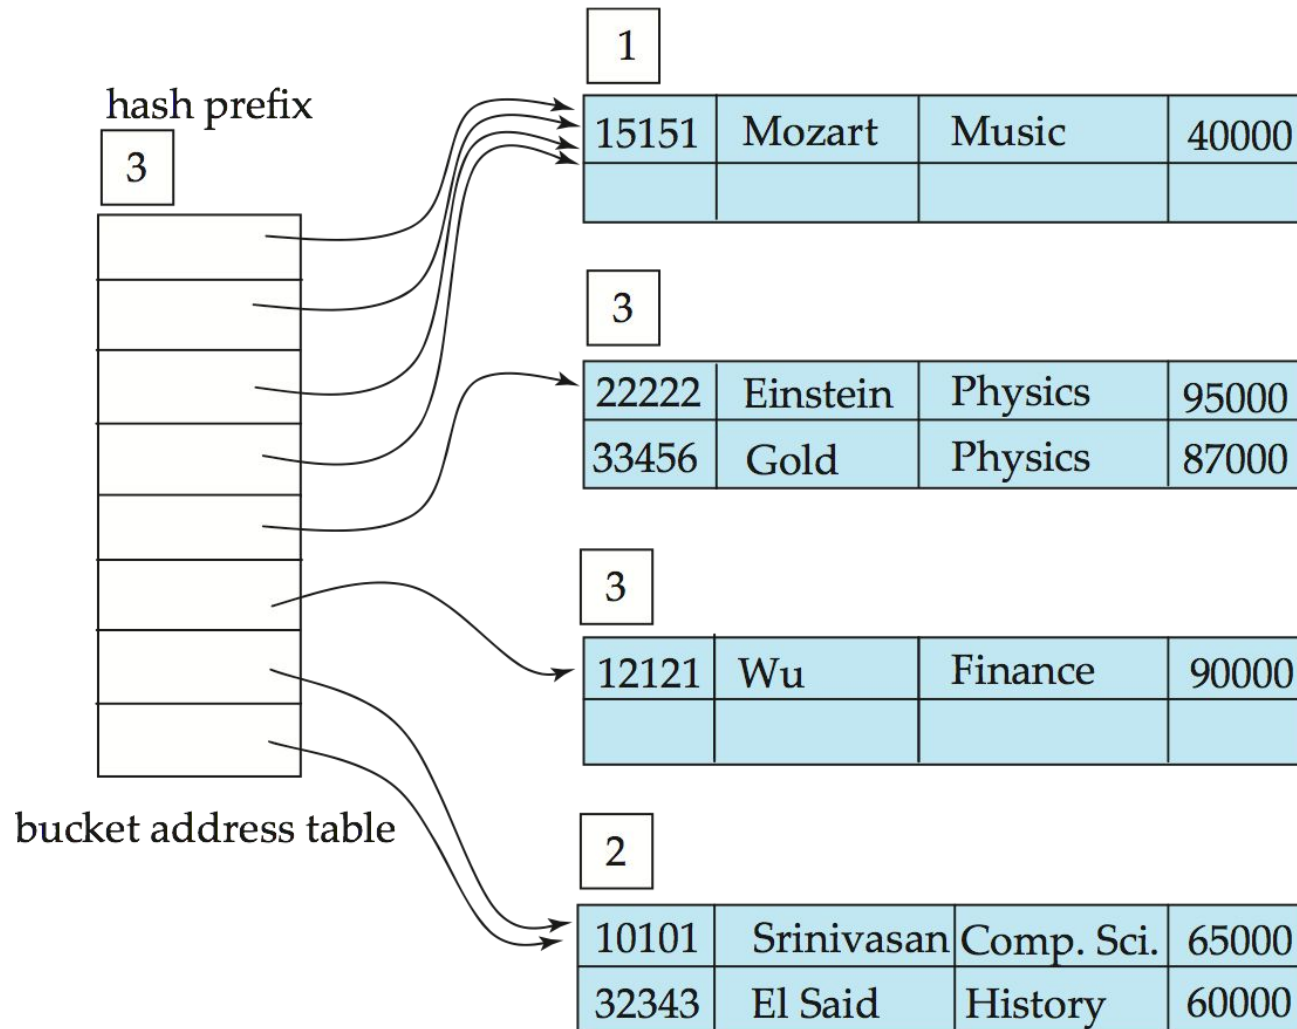 hash prefix
3
bucket address table
1
15151 Mozart Music 40000
3
22222 Einstein Physics 95000
33456 Gold Physics 87000
3
12121 Wu Finance 90000
2
10101 Srinivasan Comp. Sci. 65000
32343 El Said History 60000